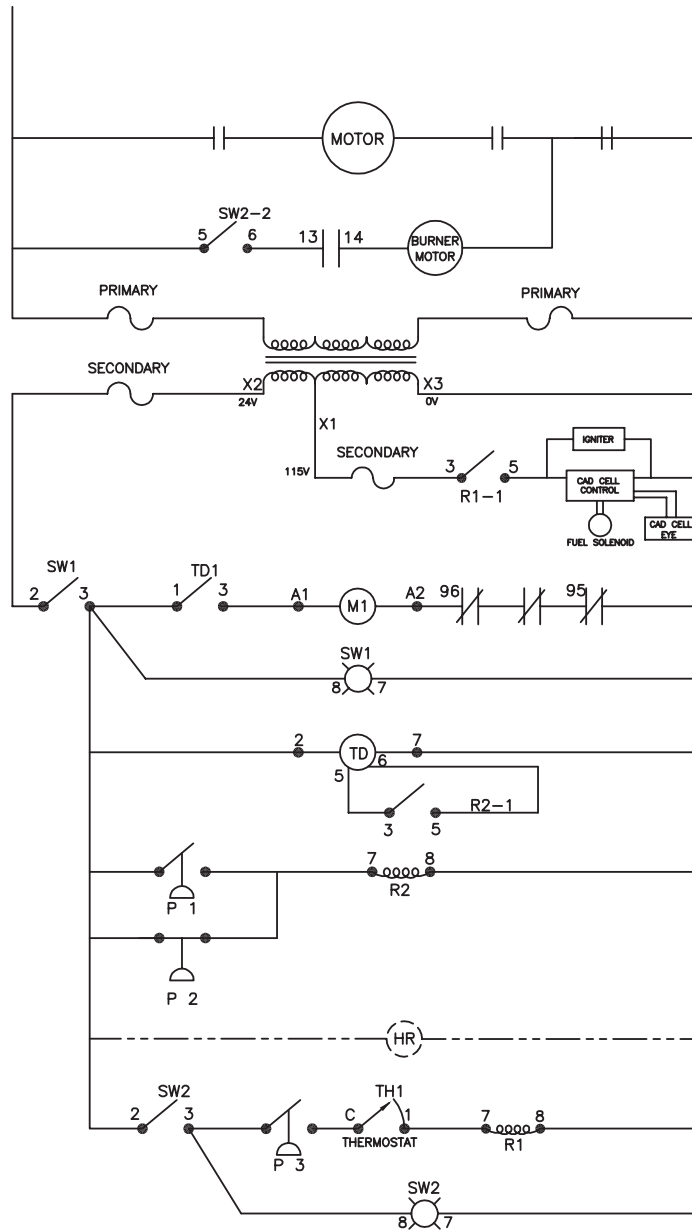 MOTOR
SW2-2
5 6 13 14
BURNER
MOTOR
PRIMARY
PRIMARY
SECONDARY
X2
24V
X3
0V
X1
115V
SECONDARY
3 5
R1-1
IGNITER
CAD CELL
CONTROL
FUEL SOLENOID
CAD CELL
EYE
SW1
2 3
TD1
1 3
A1 M1 A2
96 95
SW1
8 7
2 TD 7
5 6
3 5
R2-1
P 1
7 8
R2
P 2
HR
SW2
2 3
P 3
TH1
C 1
THERMOSTAT
7 8
R1
SW2
8 7